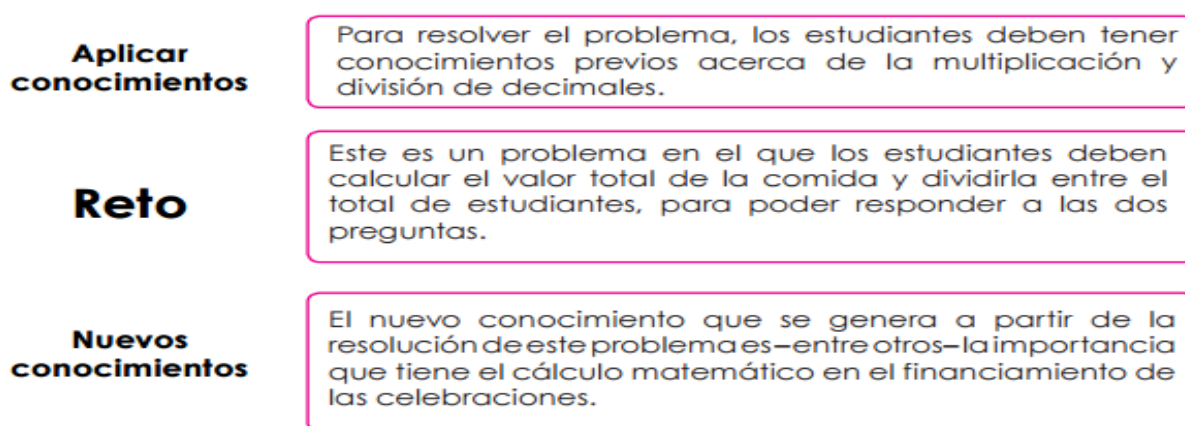 Aplicar
conocimientos
Para resolver el problema, los estudiantes deben tener
conocimientos previos acerca de la multiplicación y
división de decimales.
Reto
Este es un problema en el que los estudiantes deben
calcular el valor total de la comida y dividirla entre el
total de estudiantes, para poder responder a las dos
preguntas.
Nuevos
conocimientos
El nuevo conocimiento que se genera a partir de la
resolución de este problema es –entre otros– la importancia
que tiene el cálculo matemático en el financiamiento de
las celebraciones.